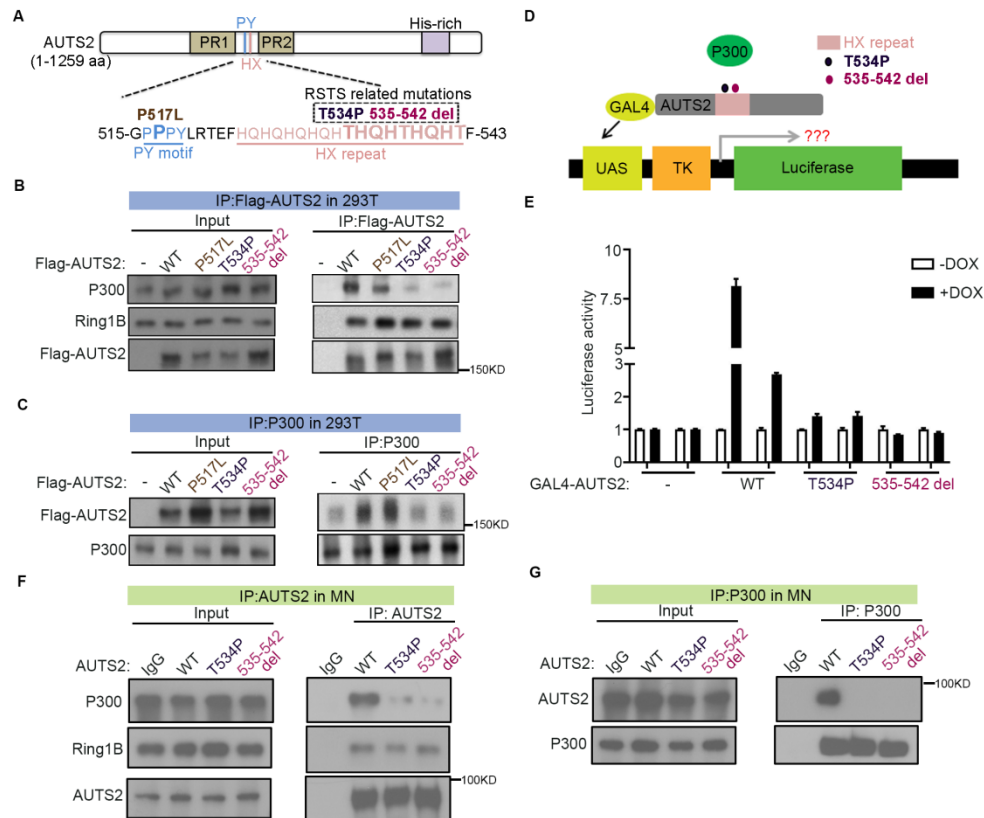 A
PY
His-rich
AUTS2
(1-1259 aa)
PR1
PR2
HX
RSTS related mutations
P517L
T534P 535-542 del
515-GPPPYLRTEFHQHQHQHQHTHQHTHQHTF-543
PY motif
HX repeat
B
IP:Flag-AUTS2 in 293T
Input
IP:Flag-AUTS2
Flag-AUTS2: - WT P517L T534P 535-542 del
- WT P517L T534P 535-542 del
P300
Ring1B
Flag-AUTS2
150KD
C
IP:P300 in 293T
Input
IP:P300
Flag-AUTS2: - WT P517L T534P 535-542 del
- WT P517L T534P 535-542 del
Flag-AUTS2
150KD
P300
D
P300
HX repeat
T534P
535-542 del
GAL4
AUTS2
???
UAS
TK
Luciferase
E
-DOX
+DOX
Luciferase activity
10
7.5
5
3
2
1
0
GAL4-AUTS2: - WT T534P 535-542 del
F
IP:AUTS2 in MN
Input
IP: AUTS2
AUTS2: IgG WT T534P 535-542 del
IgG WT T534P 535-542 del
P300
Ring1B
100KD
AUTS2
G
IP:P300 in MN
Input
IP: P300
AUTS2: IgG WT T534P 535-542 del
IgG WT T534P 535-542 del
100KD
AUTS2
P300